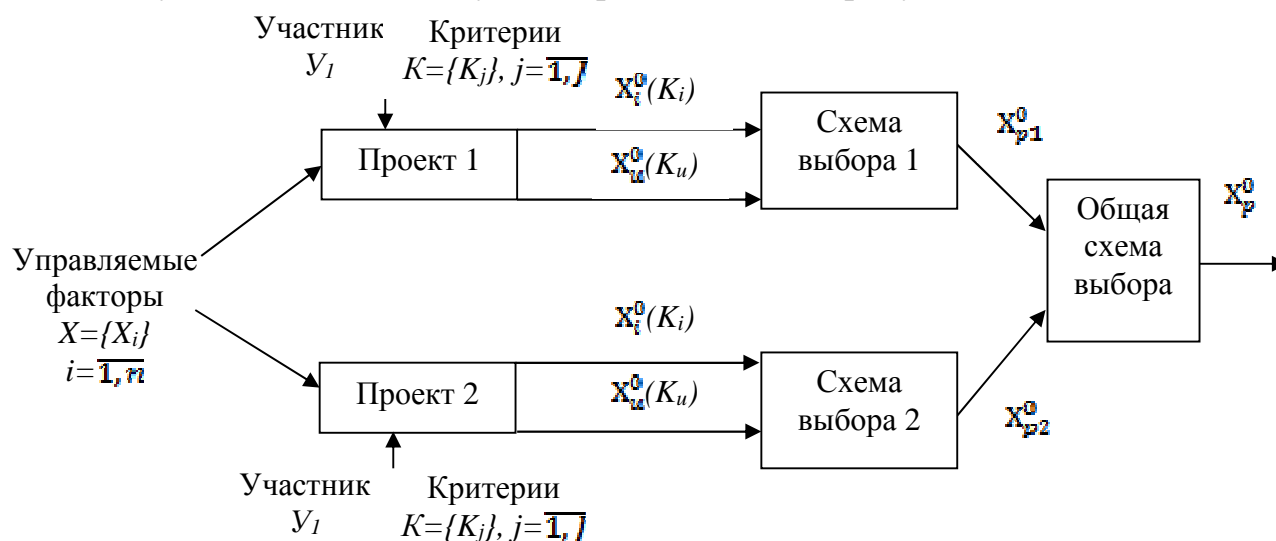 Участник
У1
Критерии
K={Kj}, j=1, J
X⁰i(Ki)
X⁰u(Ku)
Проект 1
Схема
выбора 1
X⁰p1
Управляемые
факторы
X={Xi}
i=1, n
Общая
схема
выбора
X⁰p
X⁰i(Ki)
X⁰u(Ku)
Проект 2
Схема
выбора 2
X⁰p2
Участник
У1
Критерии
K={Kj}, j=1, J